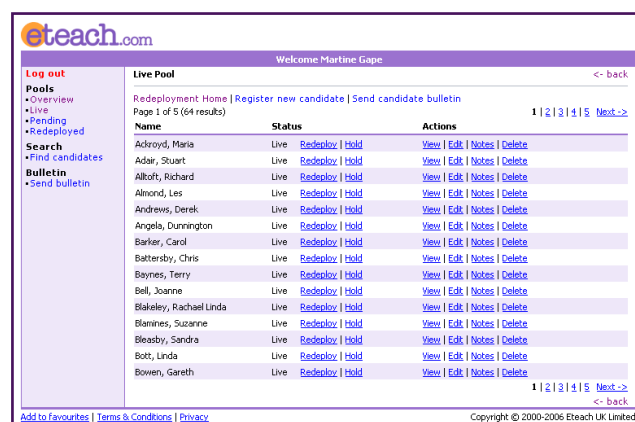 eteach.com
Welcome Martine Gape
Log out
Pools
▪Overview
▪Live
▪Pending
▪Redeployed
Search
▪Find candidates
Bulletin
▪Send bulletin
Live Pool <- back
Redeployment Home | Register new candidate | Send candidate bulletin
Page 1 of 5 (64 results) 1 | 2 | 3 | 4 | 5 Next ->
Name Status Actions
Ackroyd, Maria Live Redeploy | Hold View | Edit | Notes | Delete
Adair, Stuart Live Redeploy | Hold View | Edit | Notes | Delete
Alltoft, Richard Live Redeploy | Hold View | Edit | Notes | Delete
Almond, Les Live Redeploy | Hold View | Edit | Notes | Delete
Andrews, Derek Live Redeploy | Hold View | Edit | Notes | Delete
Angela, Dunnington Live Redeploy | Hold View | Edit | Notes | Delete
Barker, Carol Live Redeploy | Hold View | Edit | Notes | Delete
Battersby, Chris Live Redeploy | Hold View | Edit | Notes | Delete
Baynes, Terry Live Redeploy | Hold View | Edit | Notes | Delete
Bell, Joanne Live Redeploy | Hold View | Edit | Notes | Delete
Blakeley, Rachael Linda Live Redeploy | Hold View | Edit | Notes | Delete
Blamines, Suzanne Live Redeploy | Hold View | Edit | Notes | Delete
Bleasby, Sandra Live Redeploy | Hold View | Edit | Notes | Delete
Bott, Linda Live Redeploy | Hold View | Edit | Notes | Delete
Bowen, Gareth Live Redeploy | Hold View | Edit | Notes | Delete
1 | 2 | 3 | 4 | 5 Next ->
<- back
Add to favourites | Terms & Conditions | Privacy Copyright © 2000-2006 Eteach UK Limited